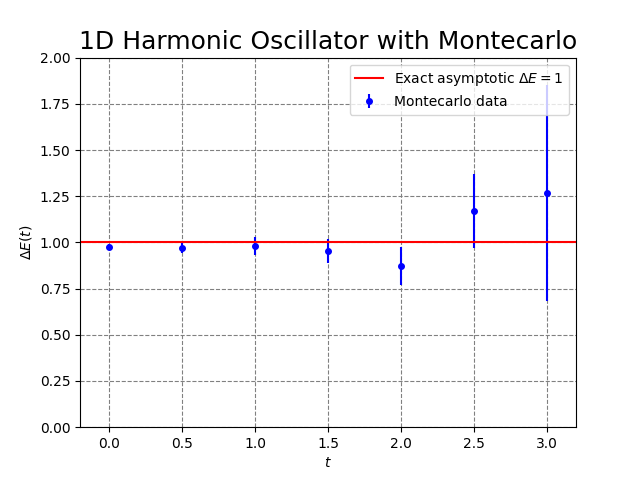 1D Harmonic Oscillator with Montecarlo
2.00
1.75
1.50
1.25
1.00
0.75
0.50
0.25
0.00
ΔE(t)
Exact asymptotic ΔE = 1
Montecarlo data
0.0 0.5 1.0 1.5 2.0 2.5 3.0
t